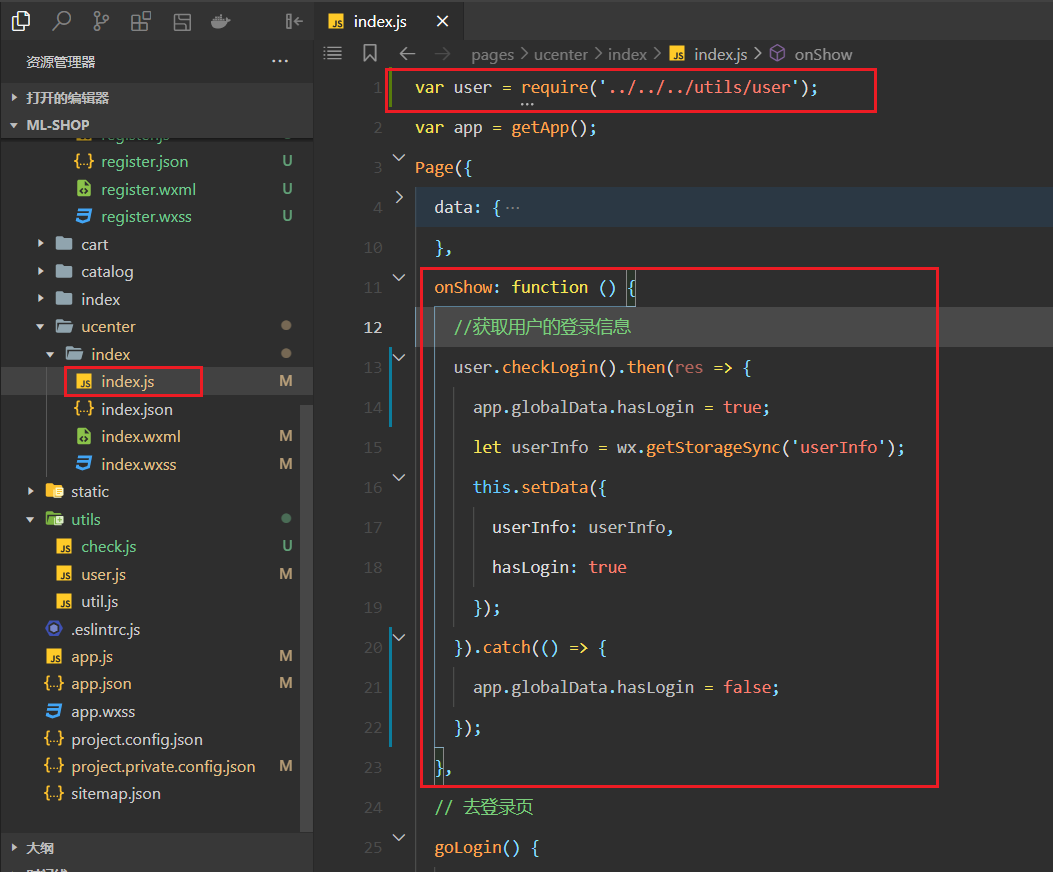 index.js
资源管理器
打开的编辑器
ML-SHOP
register.js
register.json U
register.wxml U
register.wxss U
cart
catalog
index
ucenter
index
index.js M
index.json
index.wxml M
index.wxss M
static
utils
check.js U
user.js M
util.js
.eslintrc.js
app.js M
app.json M
app.wxss
project.config.json
project.private.config.json M
sitemap.json
大纲
pages > ucenter > index > index.js > onShow
1 var user = require('../../../utils/user');
2 var app = getApp();
3 Page({
4 data: { ...
10 },
11 onShow: function () {
12 //获取用户的登录信息
13 user.checkLogin().then(res => {
14 app.globalData.hasLogin = true;
15 let userInfo = wx.getStorageSync('userInfo');
16 this.setData({
17 userInfo: userInfo,
18 hasLogin: true
19 });
20 }).catch(() => {
21 app.globalData.hasLogin = false;
22 });
23 },
24 // 去登录页
25 goLogin() {